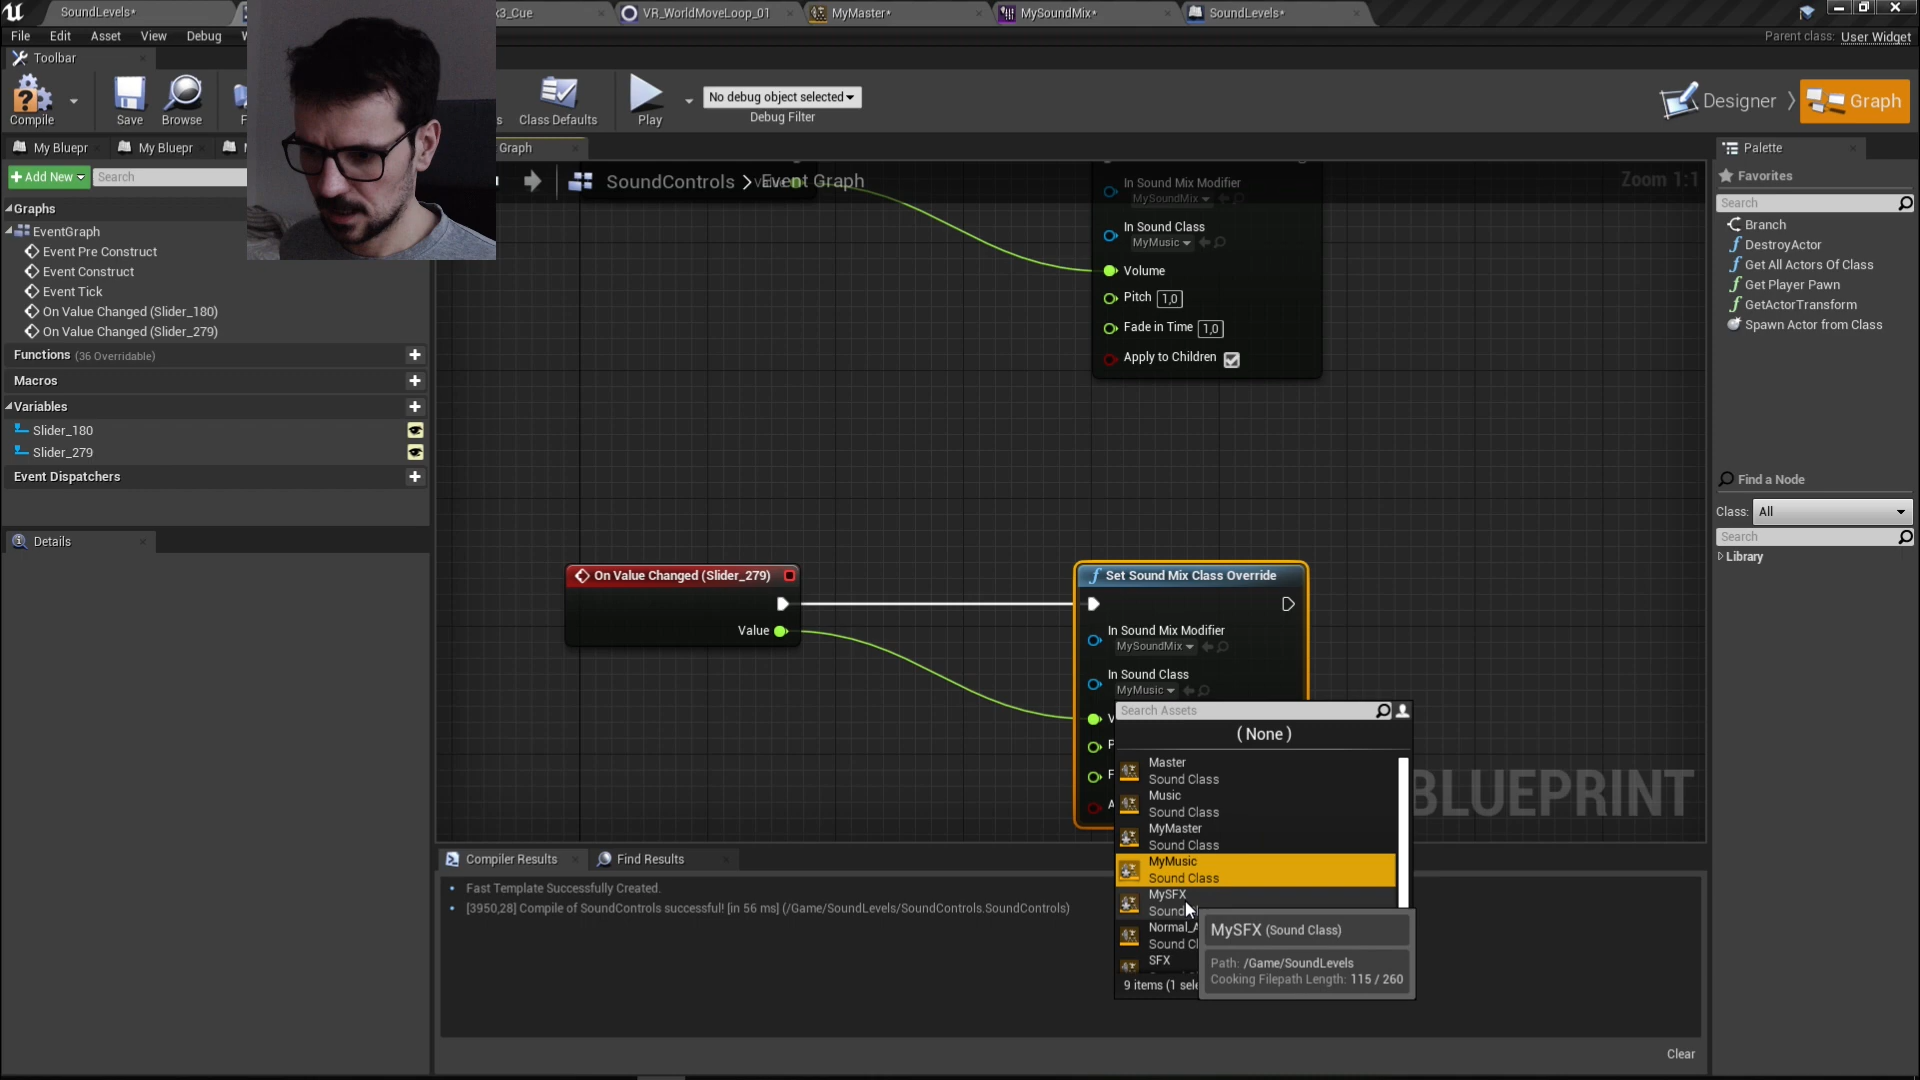 SoundLevels*
x3_Cue
VR_WorldMoveLoop_01
MyMaster*
MySoundMix*
SoundLevels*
File
Edit
Asset
View
Debug
Parent class: User Widget
Toolbar
Compile
Save
Browse
Class Defaults
Play
No debug object selected
Debug Filter
Designer
Graph
My Bluepr
My Bluepr
Graph
Palette
+ Add New
Search
SoundControls > Event Graph
Zoom 1:1
Favorites
Search
Graphs
EventGraph
Event Pre Construct
Event Construct
Event Tick
On Value Changed (Slider_180)
On Value Changed (Slider_279)
Functions (36 Overridable)
Macros
Variables
Slider_180
Slider_279
Event Dispatchers
Details
Branch
DestroyActor
Get All Actors Of Class
Get Player Pawn
GetActorTransform
Spawn Actor from Class
Find a Node
Class: All
Search
Library
In Sound Mix Modifier
MySoundMix
In Sound Class
MyMusic
Volume
Pitch 1,0
Fade in Time 1,0
Apply to Children
On Value Changed (Slider_279)
Value
Set Sound Mix Class Override
In Sound Mix Modifier
MySoundMix
In Sound Class
MyMusic
V
P
F
A
Search Assets
( None )
Master
Sound Class
Music
Sound Class
MyMaster
Sound Class
MyMusic
Sound Class
MySFX
Sound
Normal_A
Sound Cl
SFX
9 items (1 sele
MySFX (Sound Class)
Path: /Game/SoundLevels
Cooking Filepath Length: 115 / 260
BLUEPRINT
Compiler Results
Find Results
Fast Template Successfully Created.
[3950,28] Compile of SoundControls successful! [in 56 ms] (/Game/SoundLevels/SoundControls.SoundControls)
Clear